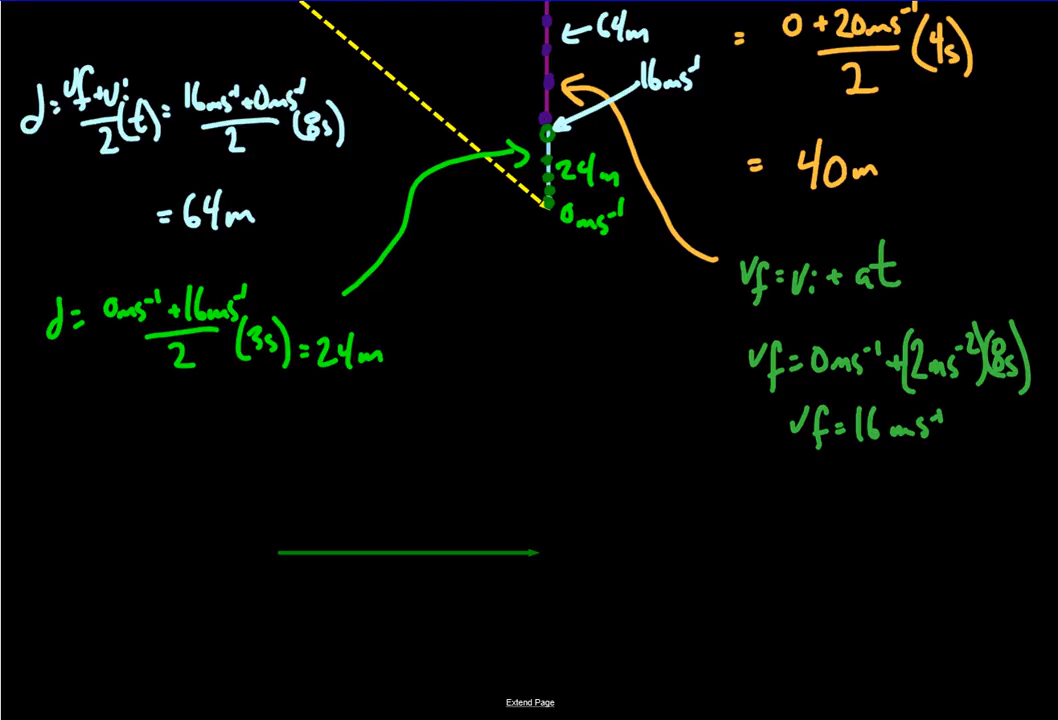 d = vf + vi / 2 (t) = 16ms⁻¹ + 0ms⁻¹ / 2 (8s)
= 64m
d = 0ms⁻¹ + 16ms⁻¹ / 2 (3s) = 24m
←64m
16ms⁻¹
24m
0ms⁻¹
= 0 + 20ms⁻¹ / 2 (4s)
= 40m
vf = vi + at
vf = 0ms⁻¹ + (2ms⁻²)(8s)
vf = 16ms⁻¹
Extend Page